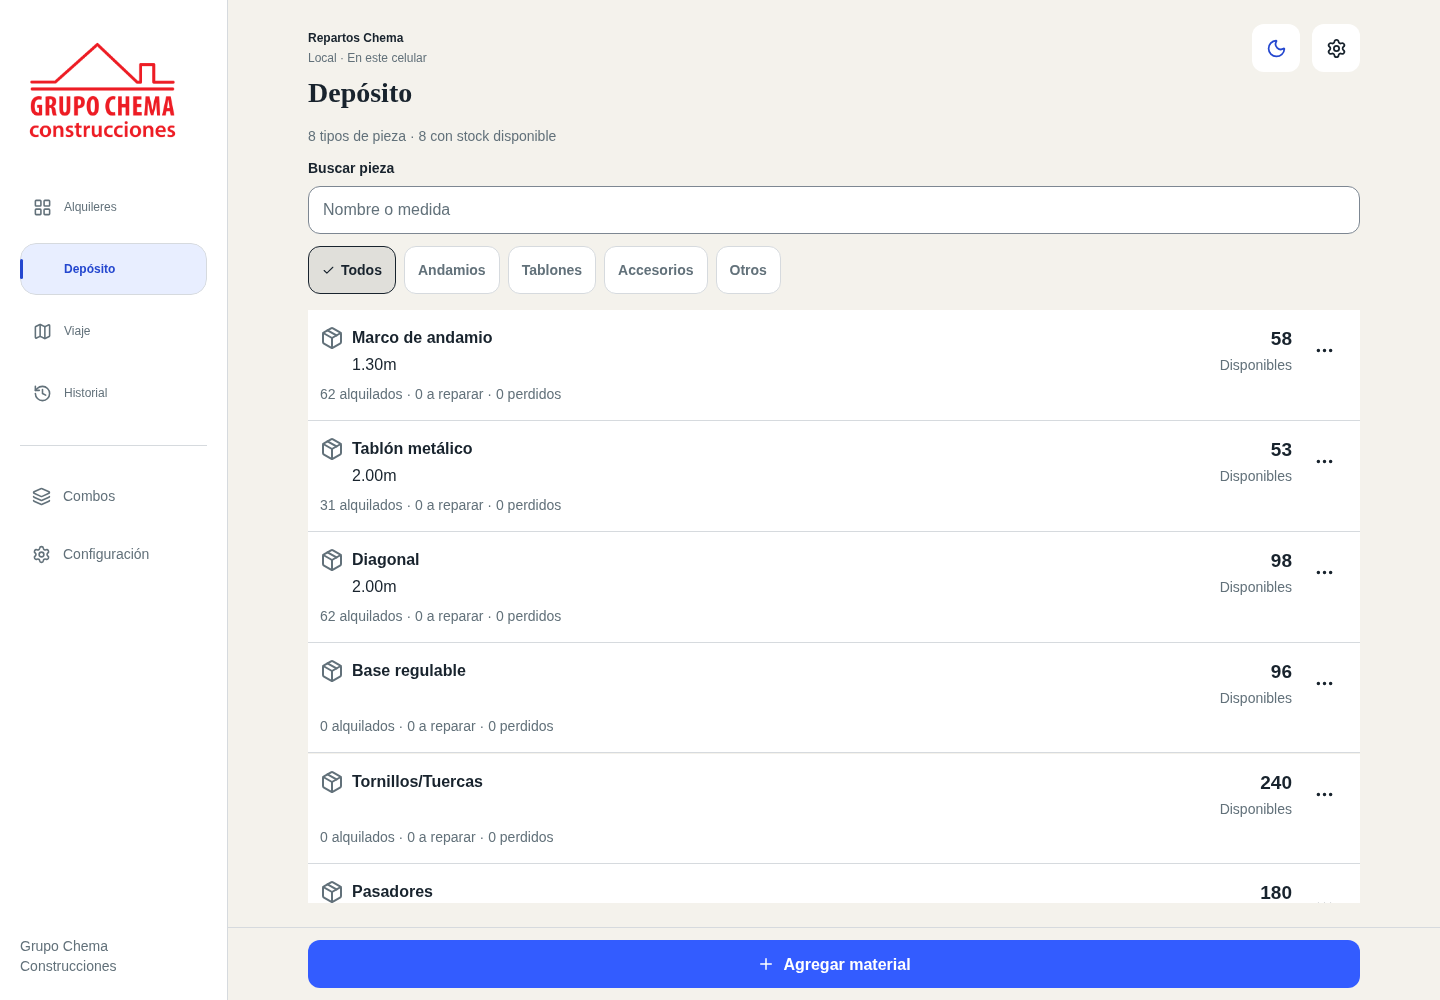 GRUPO CHEMA
construcciones
Alquileres
Depósito
Viaje
Historial
Combos
Configuración
Grupo Chema
Construcciones
Repartos Chema
Local · En este celular
Depósito
8 tipos de pieza · 8 con stock disponible
Buscar pieza
Nombre o medida
Todos Andamios Tablones Accesorios Otros
Marco de andamio 58
1.30m Disponibles
62 alquilados · 0 a reparar · 0 perdidos
Tablón metálico 53
2.00m Disponibles
31 alquilados · 0 a reparar · 0 perdidos
Diagonal 98
2.00m Disponibles
62 alquilados · 0 a reparar · 0 perdidos
Base regulable 96
Disponibles
0 alquilados · 0 a reparar · 0 perdidos
Tornillos/Tuercas 240
Disponibles
0 alquilados · 0 a reparar · 0 perdidos
Pasadores 180
Agregar material